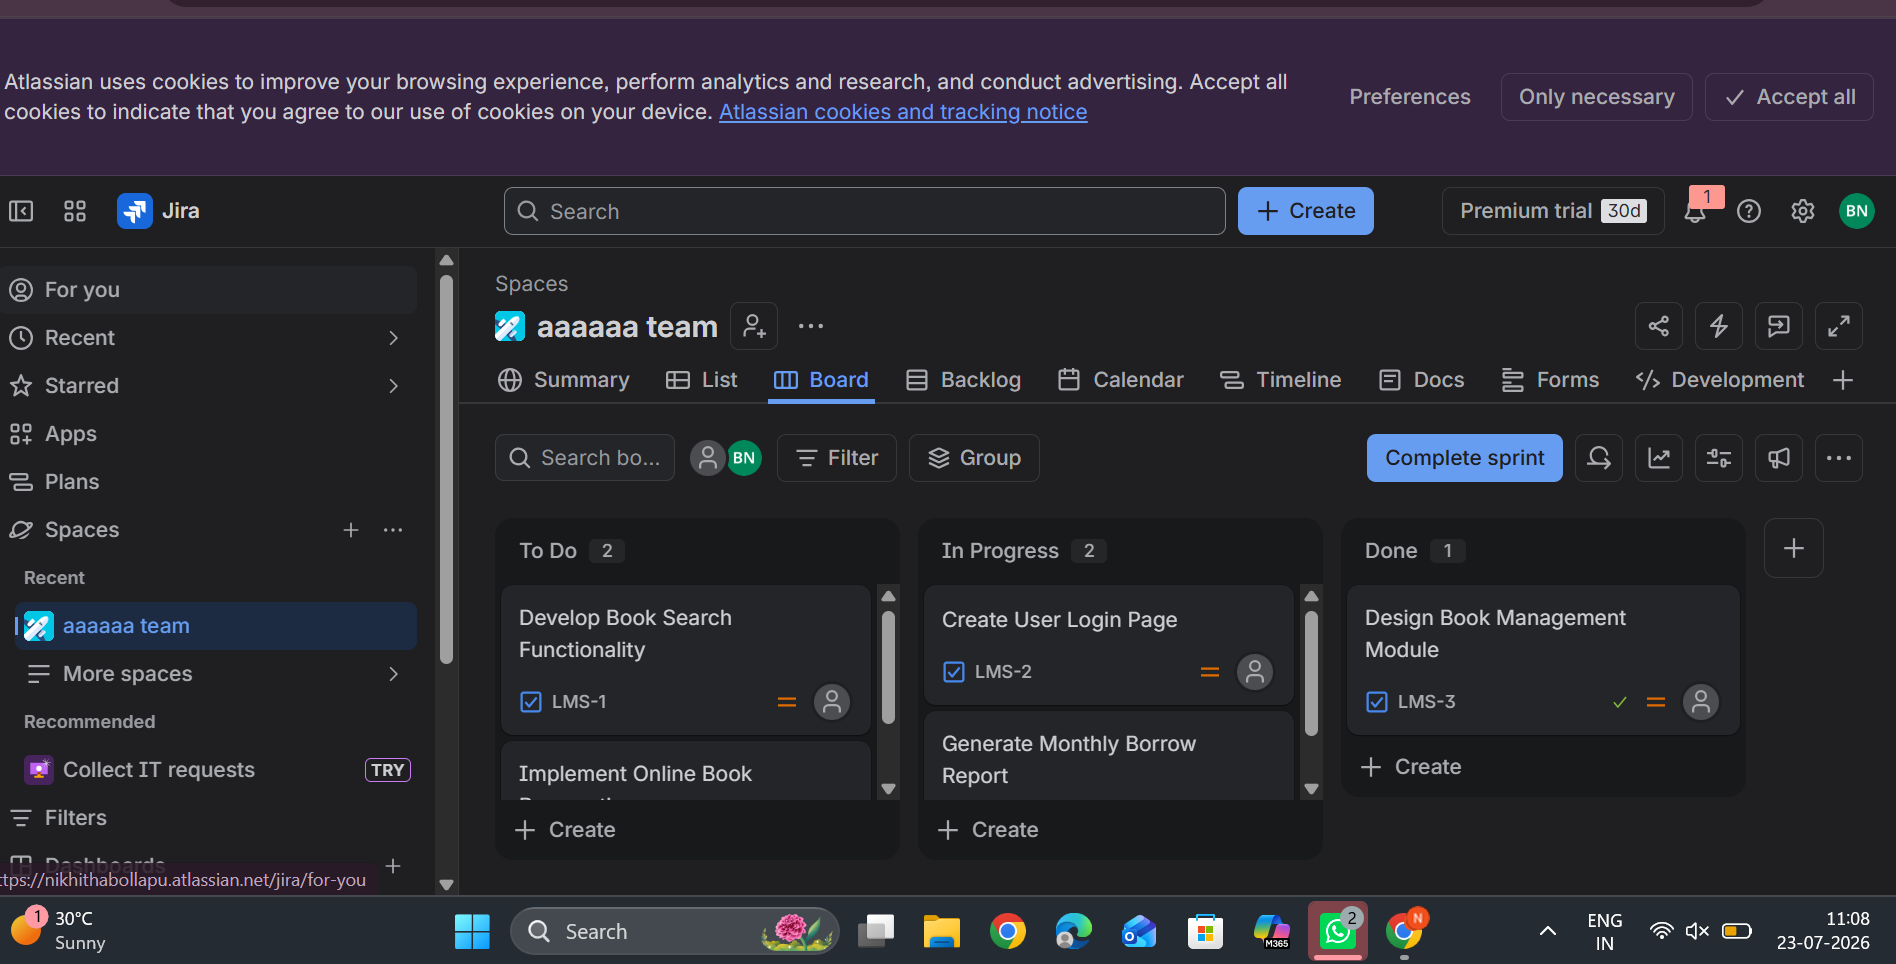 Atlassian uses cookies to improve your browsing experience, perform analytics and research, and conduct advertising. Accept all
cookies to indicate that you agree to our use of cookies on your device. Atlassian cookies and tracking notice
Preferences
Only necessary
Accept all
Jira
Search
Create
Premium trial 30d
1
BN
For you
Recent
Starred
Apps
Plans
Spaces
Recent
aaaaaa team
More spaces
Recommended
Collect IT requests
TRY
Filters
Dashboards
ttps://nikhithabollapu.atlassian.net/jira/for-you
Spaces
aaaaaa team
Summary
List
Board
Backlog
Calendar
Timeline
Docs
Forms
Development
Search bo...
BN
Filter
Group
Complete sprint
To Do 2
Develop Book Search
Functionality
LMS-1
Implement Online Book
Create
In Progress 2
Create User Login Page
LMS-2
Generate Monthly Borrow
Report
Create
Done 1
Design Book Management
Module
LMS-3
Create
1
30°C
Sunny
Search
M365
2
N
ENG
IN
11:08
23-07-2026